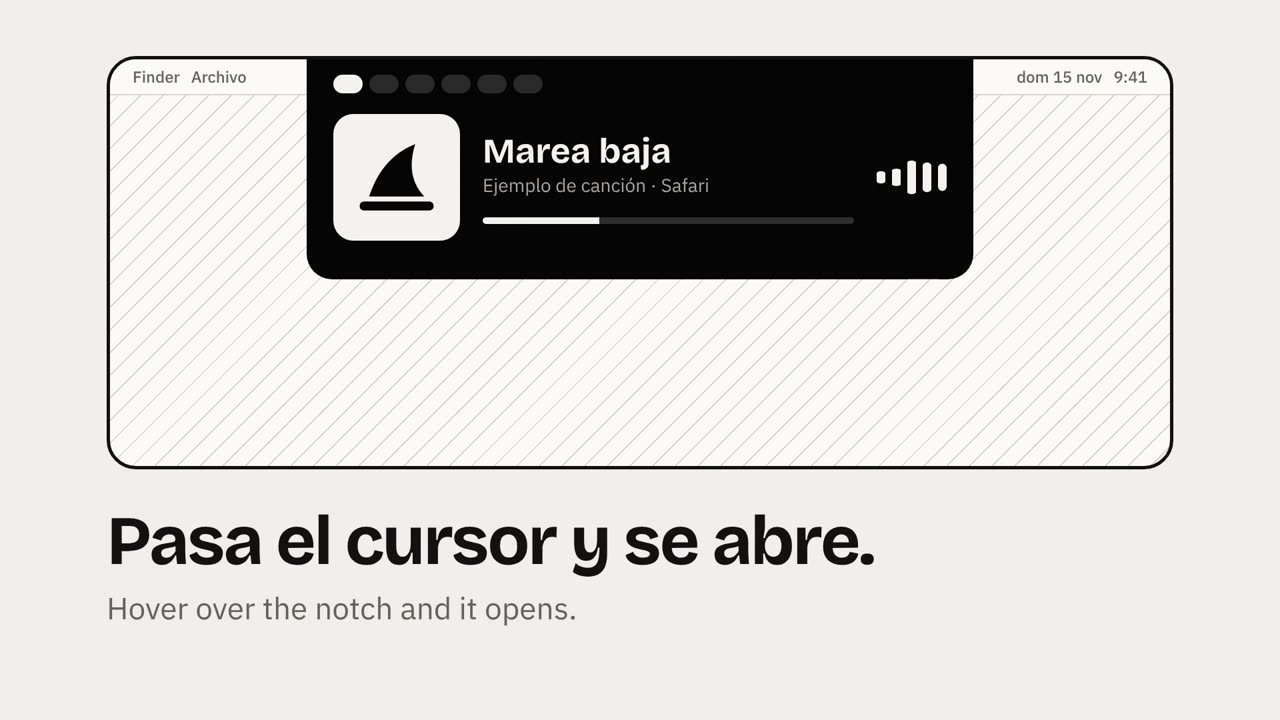 Finder Archivo
dom 15 nov 9:41
Marea baja
Ejemplo de canción · Safari
Pasa el cursor y se abre.
Hover over the notch and it opens.